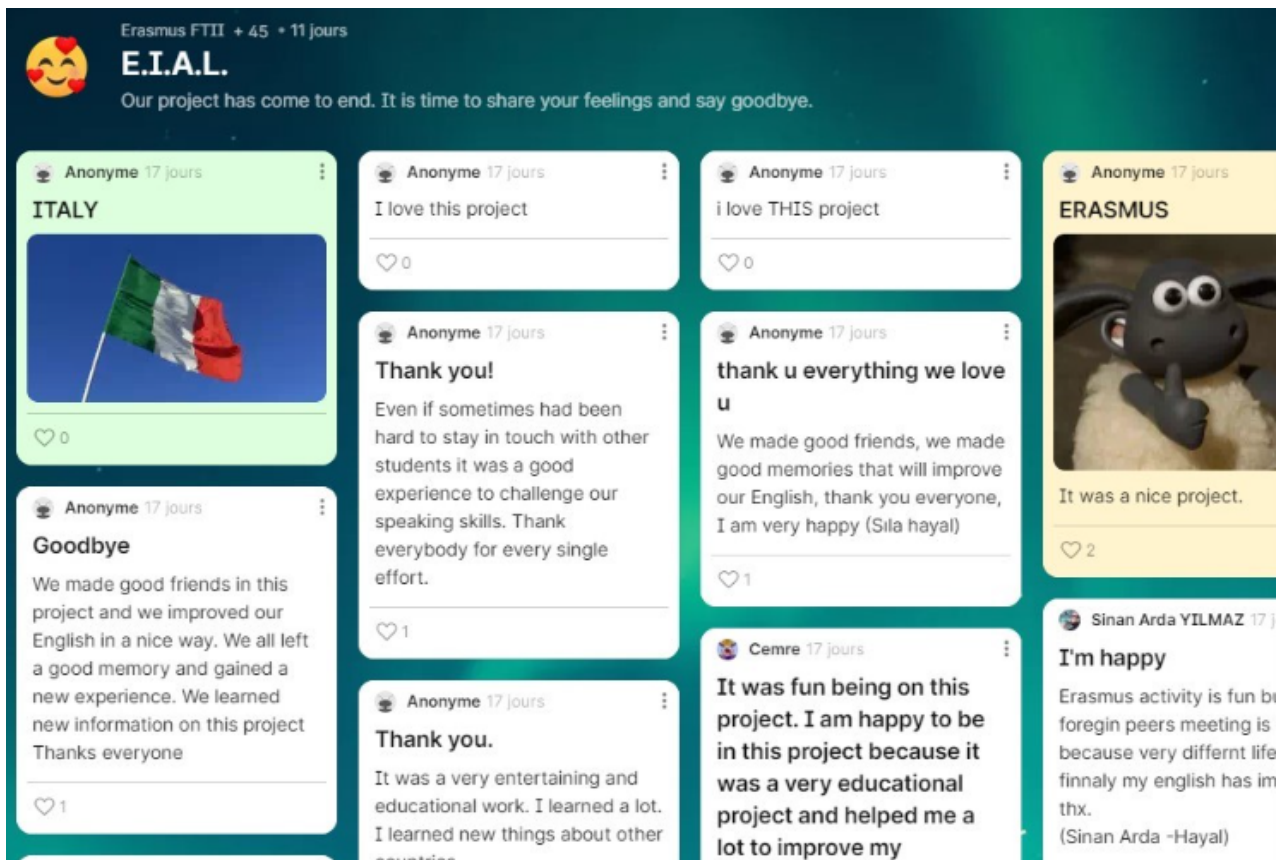 Erasmus FTII + 45 • 11 jours
E.I.A.L.
Our project has come to end. It is time to share your feelings and say goodbye.
Anonyme 17 jours
ITALY
0
Anonyme 17 jours
Goodbye
We made good friends in this
project and we improved our
English in a nice way. We all left
a good memory and gained a
new experience. We learned
new information on this project
Thanks everyone
1
Anonyme 17 jours
I love this project
0
Anonyme 17 jours
Thank you!
Even if sometimes had been
hard to stay in touch with other
students it was a good
experience to challenge our
speaking skills. Thank
everybody for every single
effort.
1
Anonyme 17 jours
Thank you.
It was a very entertaining and
educational work. I learned a lot.
I learned new things about other
Anonyme 17 jours
i love THIS project
0
Anonyme 17 jours
thank u everything we love
u
We made good friends, we made
good memories that will improve
our English, thank you everyone,
I am very happy (Sıla hayal)
1
Cemre 17 jours
It was fun being on this
project. I am happy to be
in this project because it
was a very educational
project and helped me a
lot to improve my
Anonyme 17 jours
ERASMUS
It was a nice project.
2
Sinan Arda YILMAZ 17
I'm happy
Erasmus activity is fun
foregin peers meeting is
because very differnt life
finnaly my english has
thx.
(Sinan Arda -Hayal)